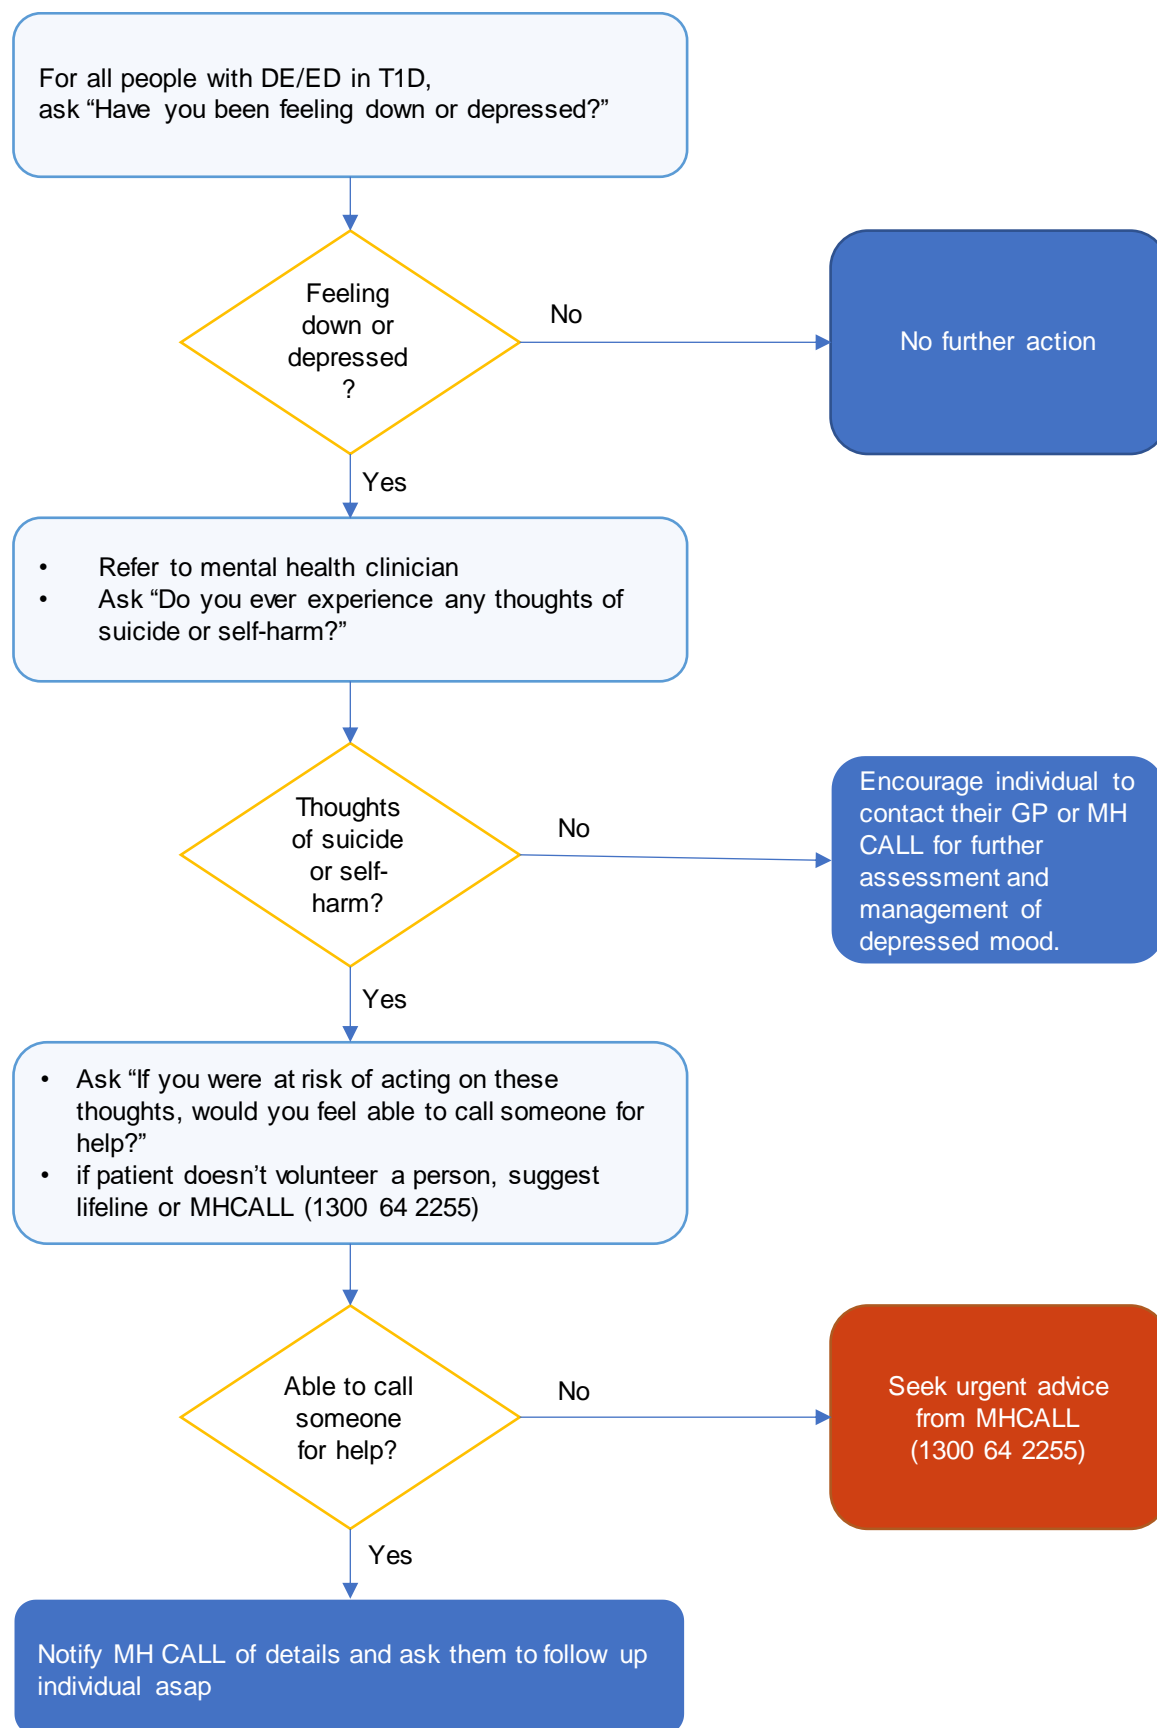 For all people with DE/ED in T1D,
ask “Have you been feeling down or depressed?”
Feeling
down or
depressed
?
No
No further action
Yes
• Refer to mental health clinician
• Ask “Do you ever experience any thoughts of
suicide or self-harm?”
Thoughts
of suicide
or self-
harm?
No
Encourage individual to
contact their GP or MH
CALL for further
assessment and
management of
depressed mood.
Yes
• Ask “If you were at risk of acting on these
thoughts, would you feel able to call someone for
help?”
• if patient doesn’t volunteer a person, suggest
lifeline or MHCALL (1300 64 2255)
Able to call
someone
for help?
No
Seek urgent advice
from MHCALL
(1300 64 2255)
Yes
Notify MH CALL of details and ask them to follow up
individual asap